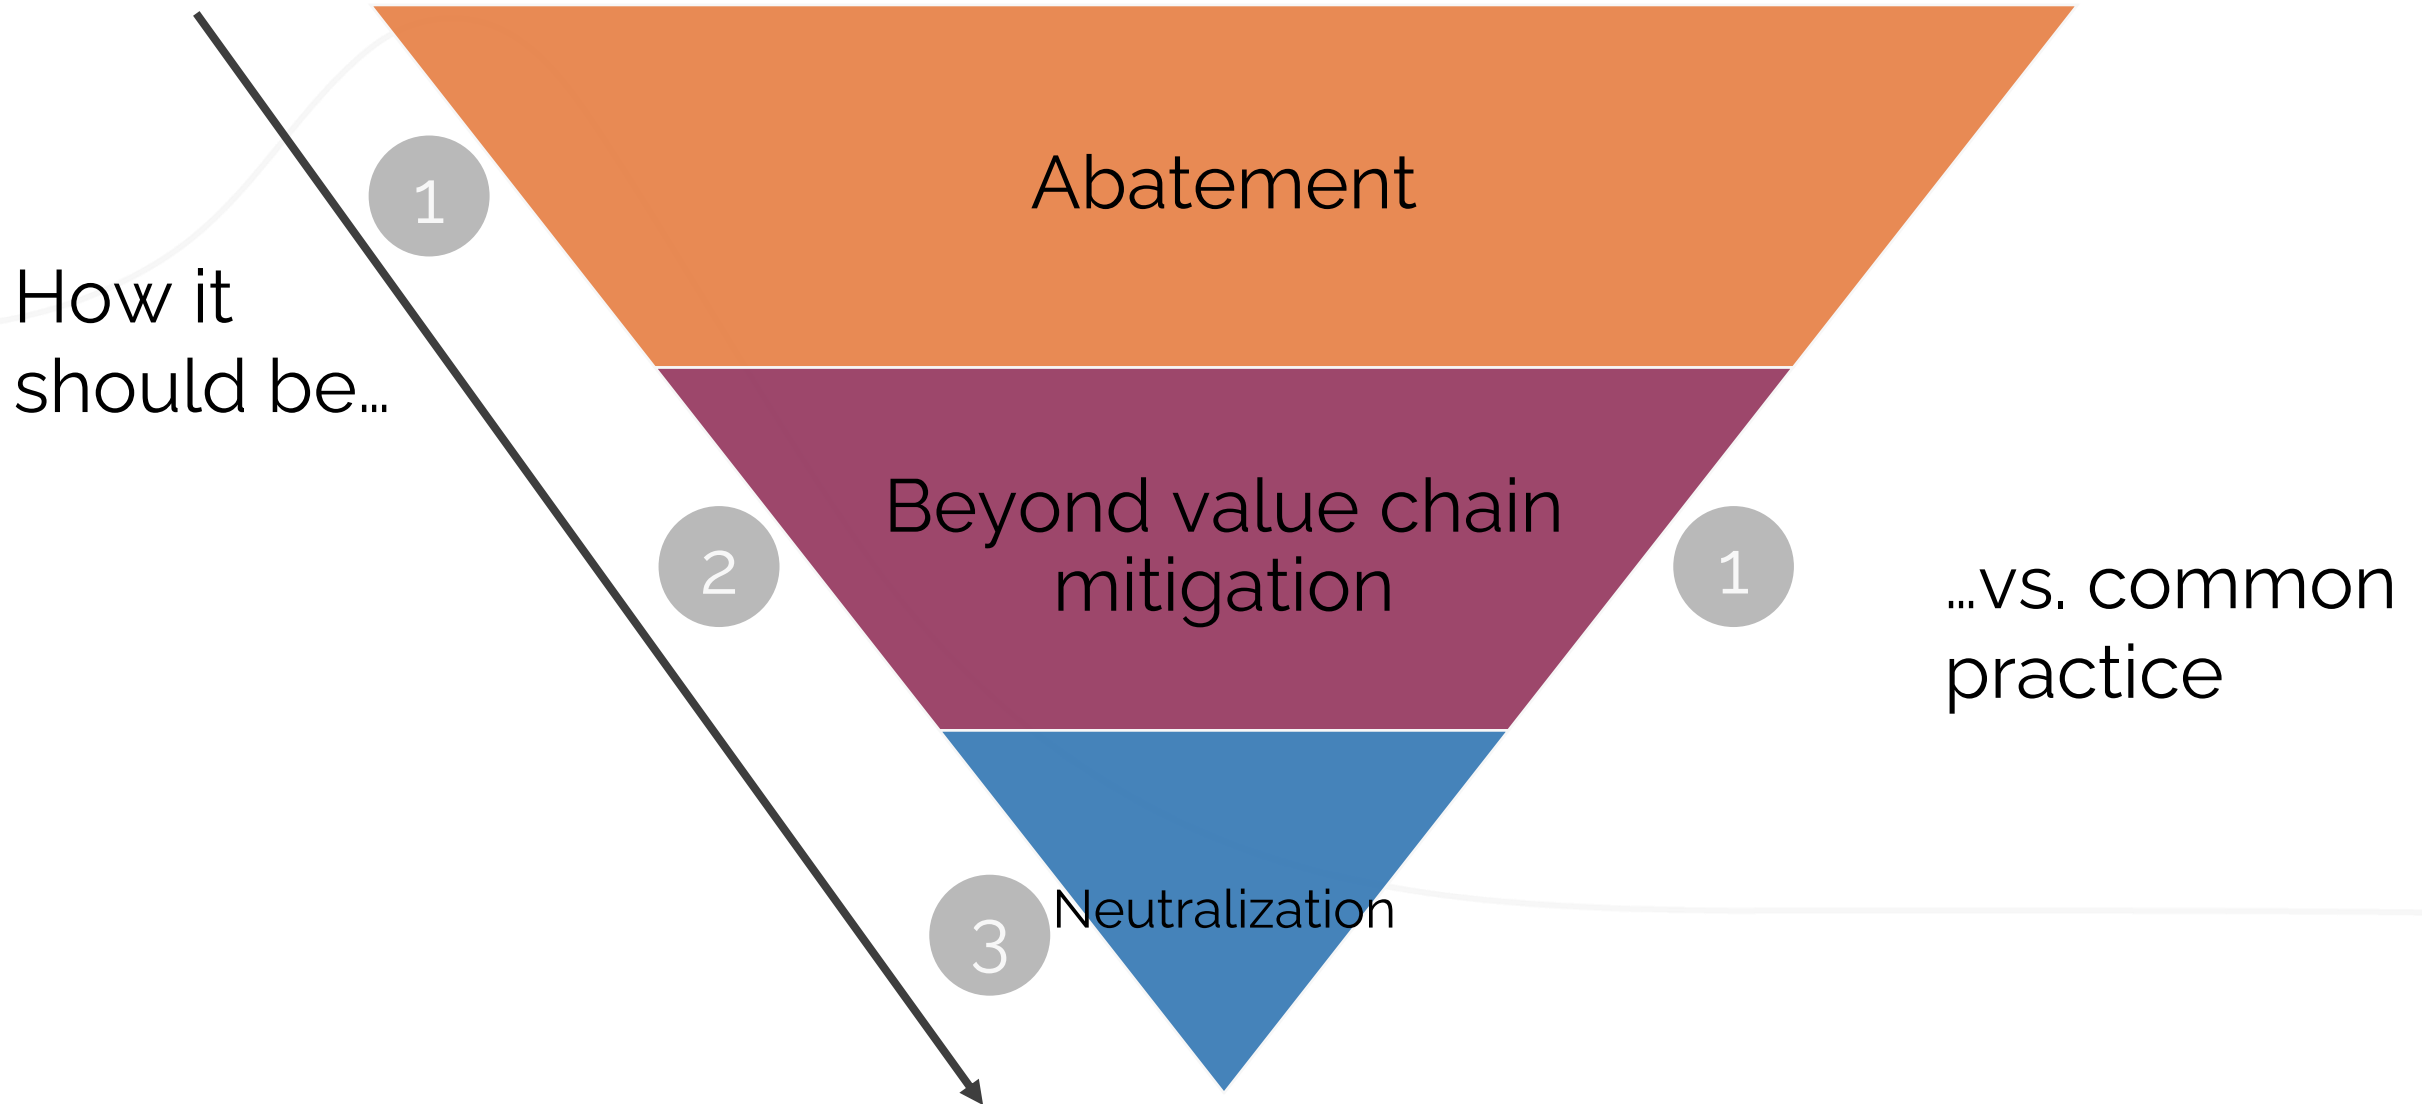 Abatement
1
How it
should be...
Beyond value chain
mitigation
2
1
...vs. common
practice
Neutralization
3